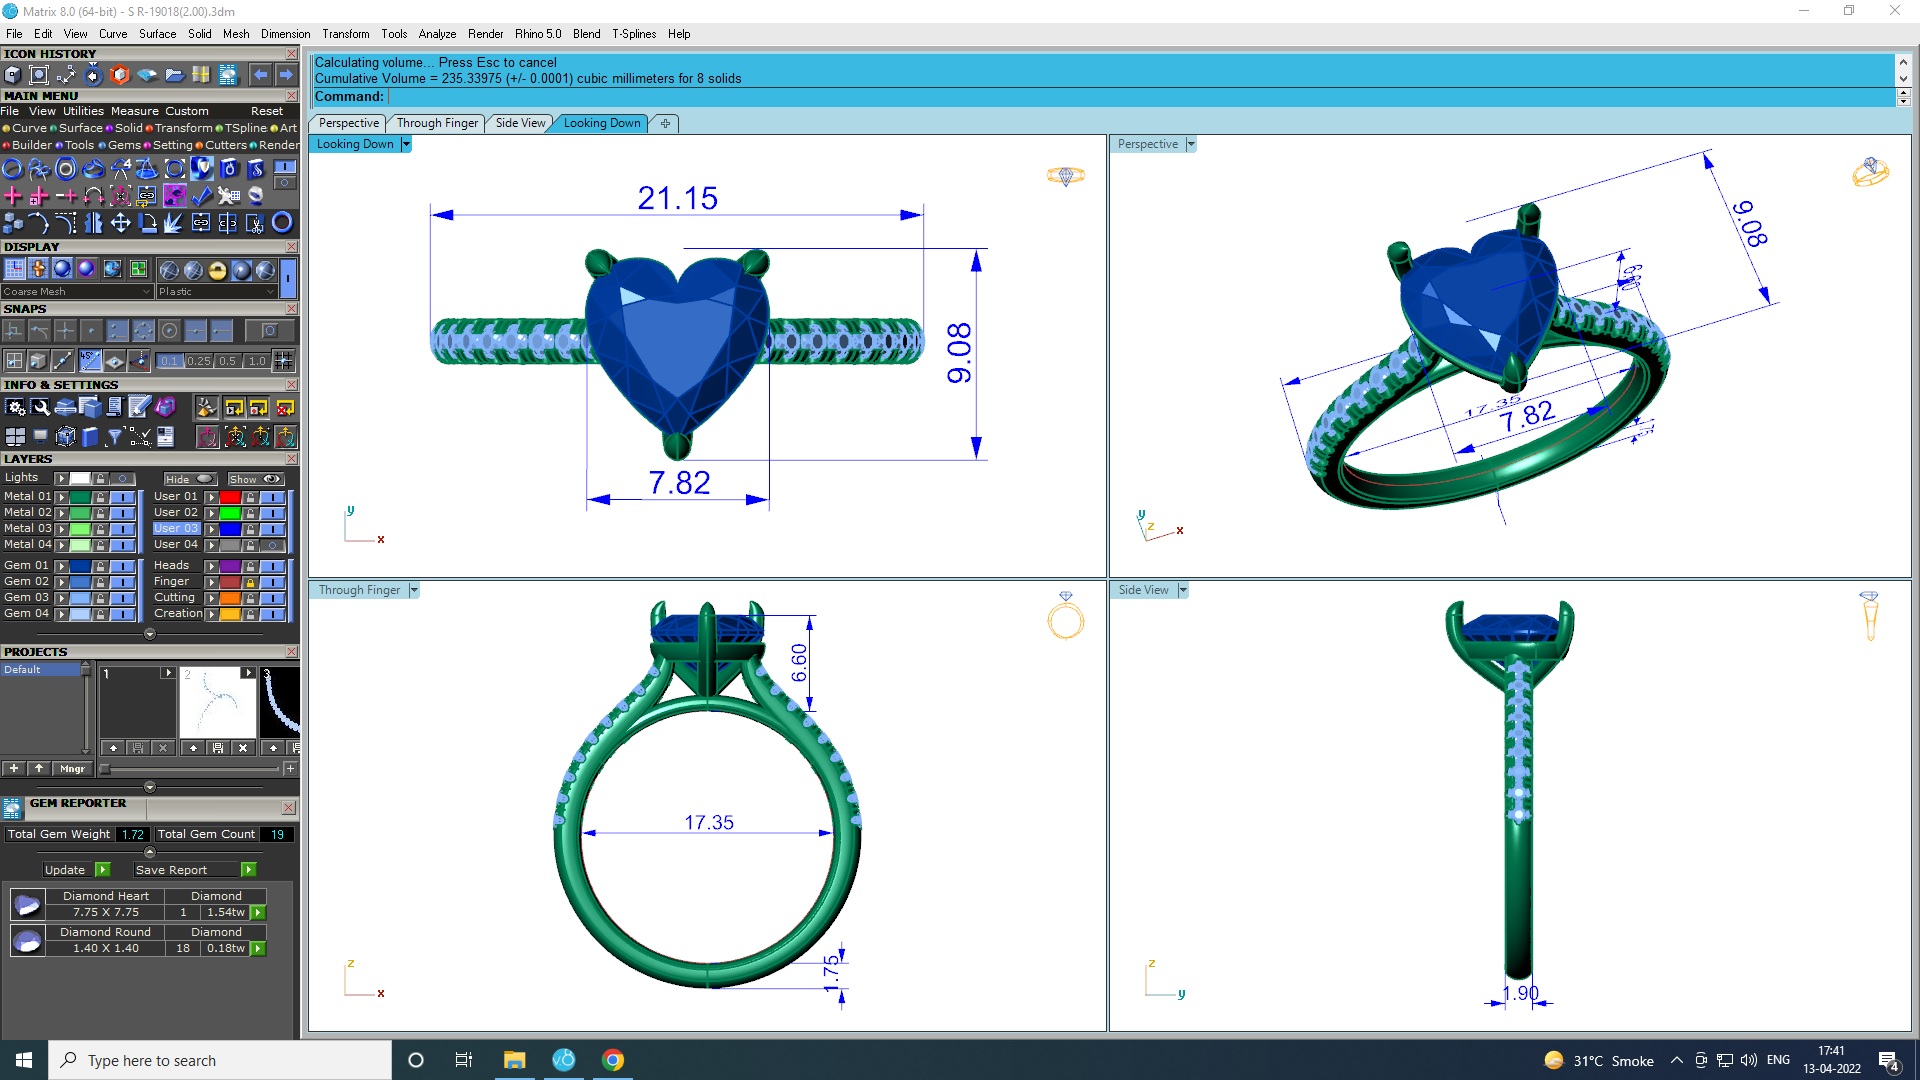 Matrix 8.0 (64-bit) - S R-19018(2.00).3dm
File Edit View Curve Surface Solid Mesh Dimension Transform Tools Analyze Render Rhino 5.0 Blend T-Splines Help
ICON HISTORY
MAIN MENU
File View Utilities Measure Custom Reset
Curve Surface Solid Transform TSpline Art
Builder Tools Gems Setting Cutters Render
DISPLAY
Coarse Mesh Plastic
SNAPS
0.1 0.25 0.5 1.0
INFO & SETTINGS
LAYERS
Lights Hide Show
Metal 01 User 01
Metal 02 User 02
Metal 03 User 03
Metal 04 User 04
Gem 01 Heads
Gem 02 Finger
Gem 03 Cutting
Gem 04 Creation
PROJECTS
Default
1 2 3
Mngr
GEM REPORTER
Total Gem Weight 1.72 Total Gem Count 19
Update Save Report
Diamond Heart Diamond
7.75 X 7.75 1 1.54tw
Diamond Round Diamond
1.40 X 1.40 18 0.18tw
Calculating volume... Press Esc to cancel
Cumulative Volume = 235.33975 (+/- 0.0001) cubic millimeters for 8 solids
Command:
Perspective Through Finger Side View Looking Down
Looking Down
21.15
9.08
7.82
y
x
Perspective
9.08
6.60
17.35
7.82
y
z
x
Through Finger
6.60
17.35
1.75
z
x
Side View
1.90
z
y
Type here to search
31°C Smoke
ENG
17:41
13-04-2022
4